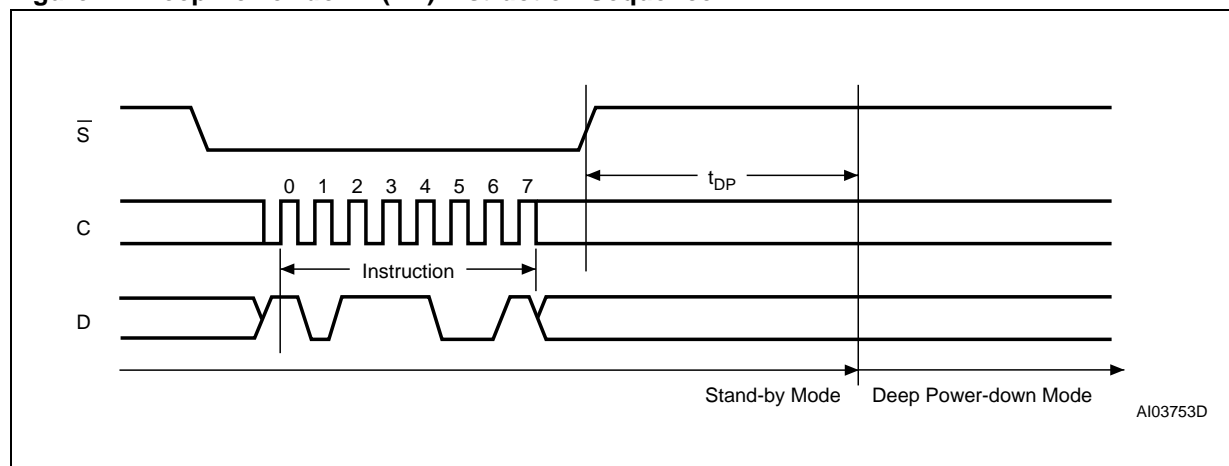 S
t_DP
0 1 2 3 4 5 6 7
C
Instruction
D
Stand-by Mode Deep Power-down Mode
AI03753D